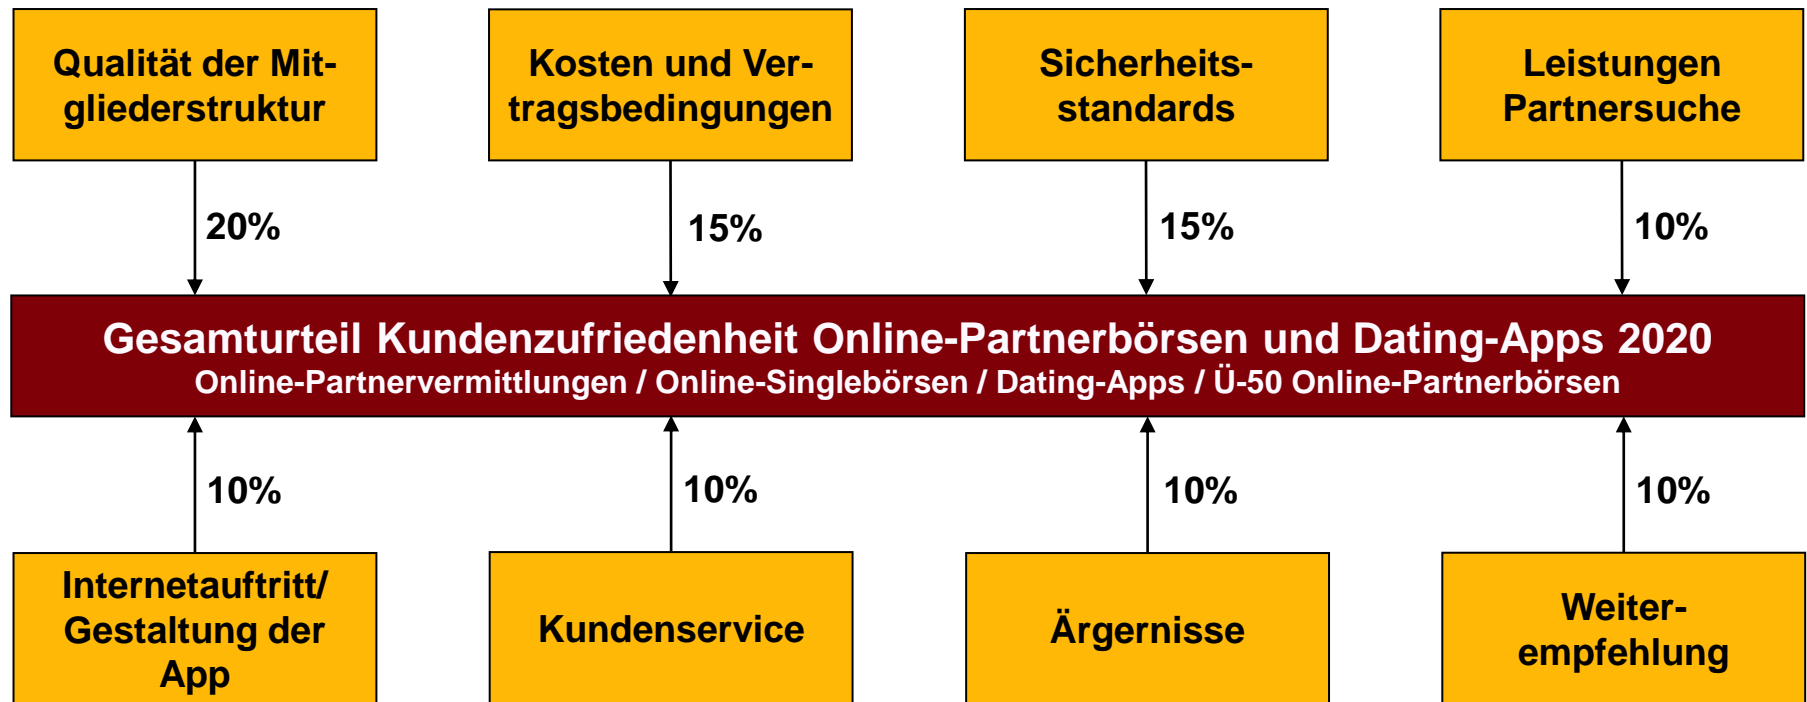 Qualität der Mit-
gliederstruktur
Kosten und Ver-
tragsbedingungen
Sicherheits-
standards
Leistungen
Partnersuche
20%
15%
15%
10%
Gesamturteil Kundenzufriedenheit Online-Partnerbörsen und Dating-Apps 2020
Online-Partnervermittlungen / Online-Singlebörsen / Dating-Apps / Ü-50 Online-Partnerbörsen
10%
10%
10%
10%
Internetauftritt/
Gestaltung der
App
Kundenservice
Ärgernisse
Weiter-
empfehlung